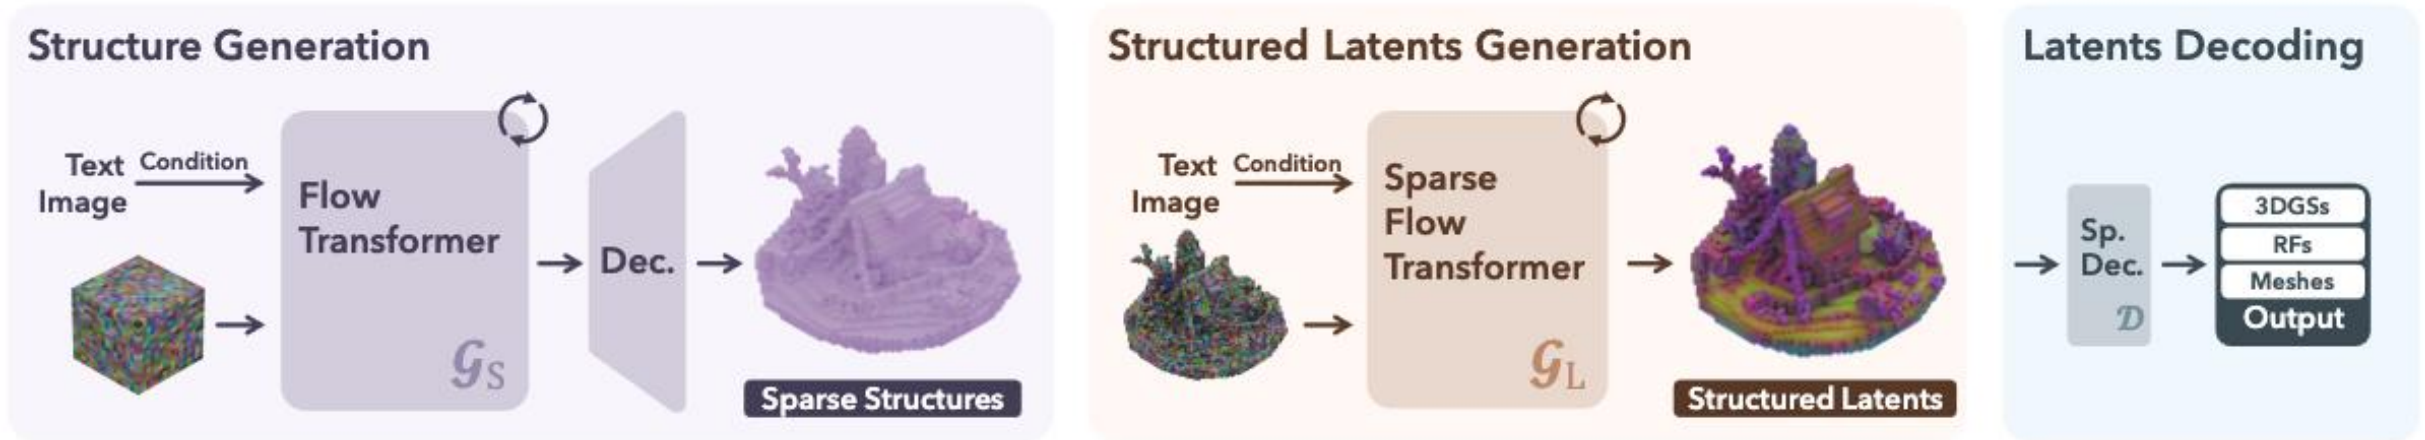 Structure Generation
Text
Image
Condition
Flow
Transformer
𝒢S
Dec.
Sparse Structures
Structured Latents Generation
Text
Image
Condition
Sparse
Flow
Transformer
𝒢L
Structured Latents
Latents Decoding
Sp.
Dec.
𝒟
3DGSs
RFs
Meshes
Output